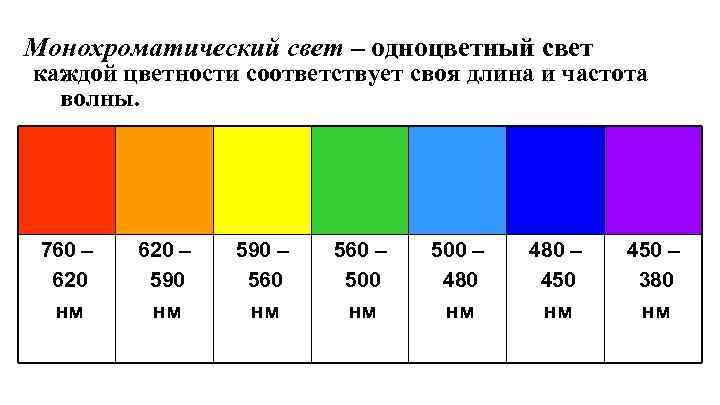 Монохроматический свет – одноцветный свет
каждой цветности соответствует своя длина и частота
волны.
760 – 620 – 590 – 560 – 500 – 480 – 450 –
620 590 560 500 480 450 380
нм нм нм нм нм нм нм